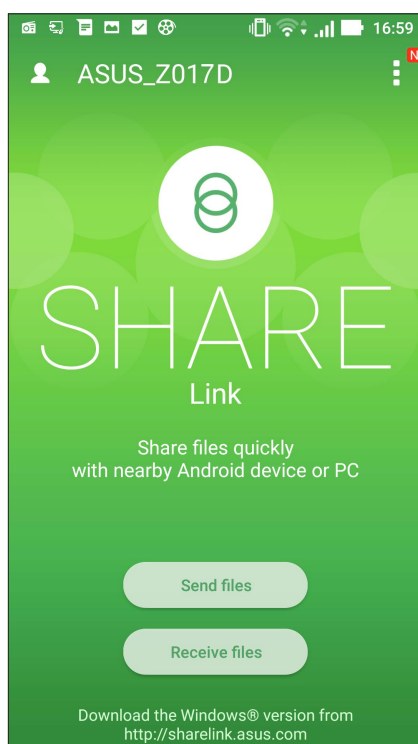 16:59
N
ASUS_Z017D
SHARE
Link
Share files quickly
with nearby Android device or PC
Send files
Receive files
Download the Windows® version from
http://sharelink.asus.com